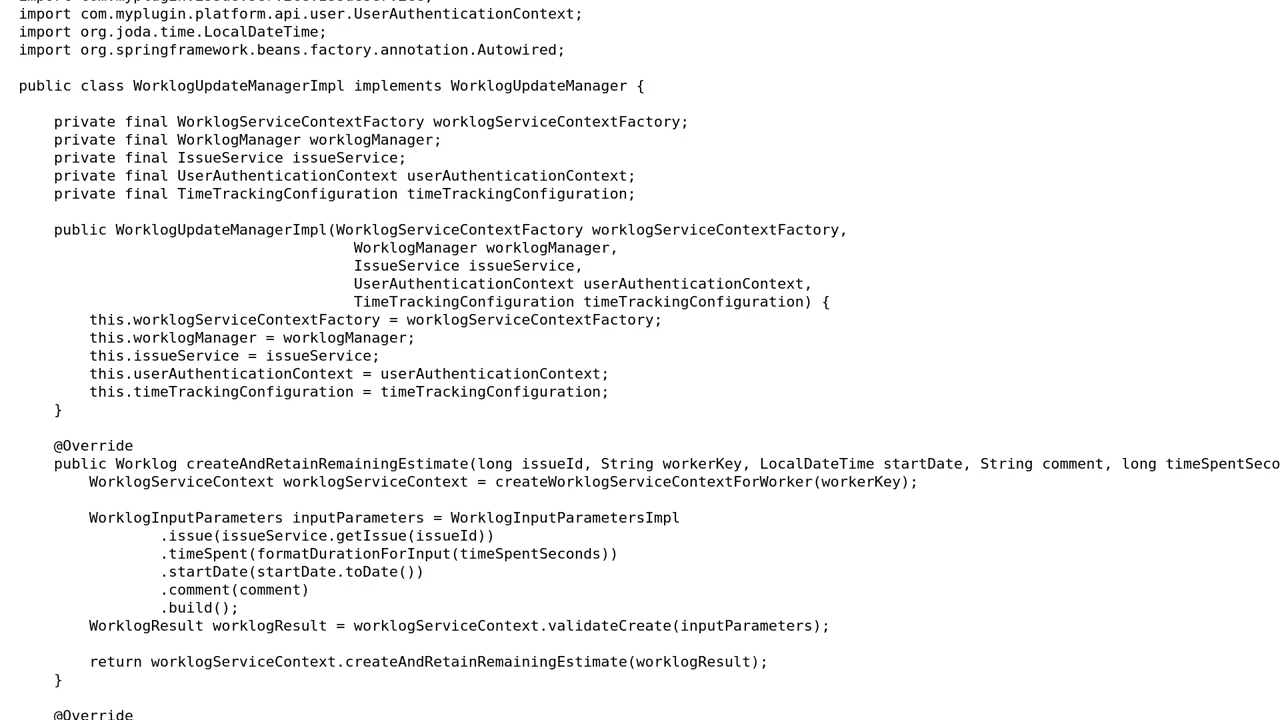 import com.myplugin.platform.api.user.UserAuthenticationContext;
import org.joda.time.LocalDateTime;
import org.springframework.beans.factory.annotation.Autowired;

public class WorklogUpdateManagerImpl implements WorklogUpdateManager {

    private final WorklogServiceContextFactory worklogServiceContextFactory;
    private final WorklogManager worklogManager;
    private final IssueService issueService;
    private final UserAuthenticationContext userAuthenticationContext;
    private final TimeTrackingConfiguration timeTrackingConfiguration;

    public WorklogUpdateManagerImpl(WorklogServiceContextFactory worklogServiceContextFactory,
                                      WorklogManager worklogManager,
                                      IssueService issueService,
                                      UserAuthenticationContext userAuthenticationContext,
                                      TimeTrackingConfiguration timeTrackingConfiguration) {
        this.worklogServiceContextFactory = worklogServiceContextFactory;
        this.worklogManager = worklogManager;
        this.issueService = issueService;
        this.userAuthenticationContext = userAuthenticationContext;
        this.timeTrackingConfiguration = timeTrackingConfiguration;
    }

    @Override
    public Worklog createAndRetainRemainingEstimate(long issueId, String workerKey, LocalDateTime startDate, String comment, long timeSpentSeco
        WorklogServiceContext worklogServiceContext = createWorklogServiceContextForWorker(workerKey);

        WorklogInputParameters inputParameters = WorklogInputParametersImpl
                .issue(issueService.getIssue(issueId))
                .timeSpent(formatDurationForInput(timeSpentSeconds))
                .startDate(startDate.toDate())
                .comment(comment)
                .build();
        WorklogResult worklogResult = worklogServiceContext.validateCreate(inputParameters);

        return worklogServiceContext.createAndRetainRemainingEstimate(worklogResult);
    }

    @Override